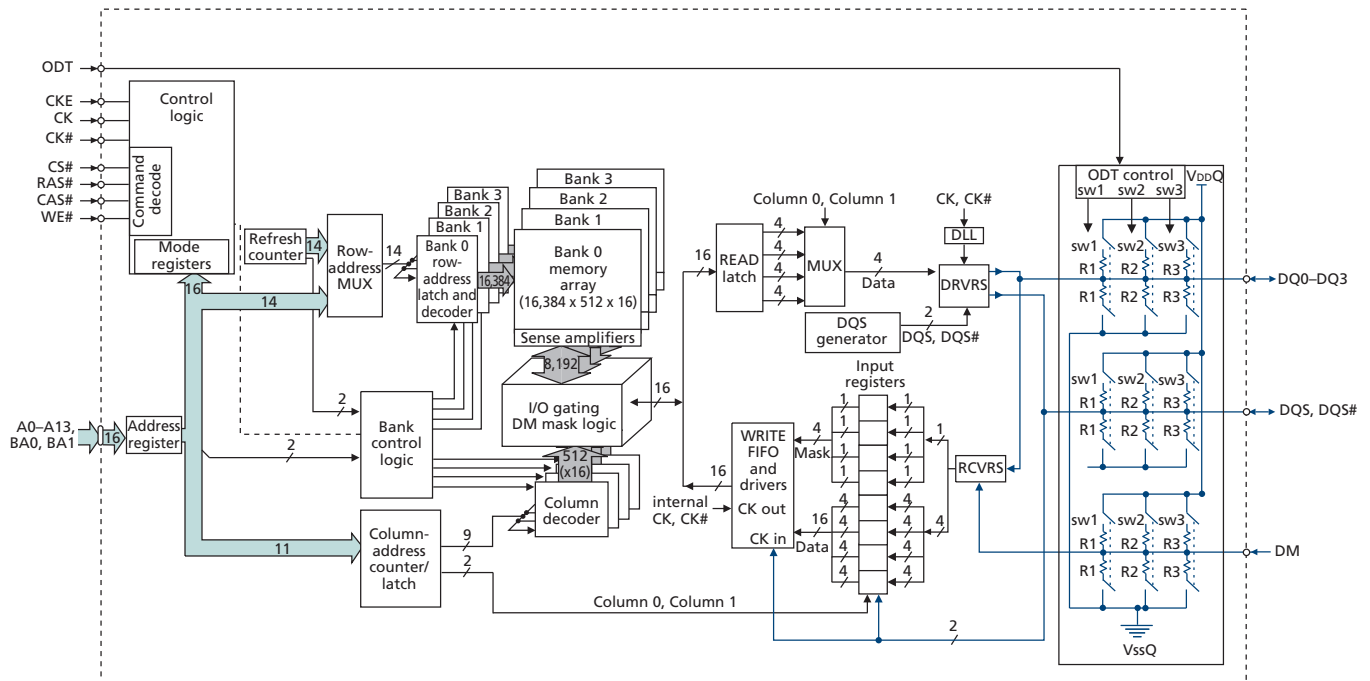 ODT
CKE
CK
CK#
CS#
RAS#
CAS#
WE#
Control
logic
Command
decode
Mode
registers
16
Refresh
counter
14
14
Row-
address
MUX
14
Bank 3
Bank 2
Bank 1
Bank 0
row-
address
latch and
decoder
16,384
Bank 3
Bank 2
Bank 1
Bank 0
memory
array
(16,384 x 512 x 16)
Sense amplifiers
8,192
I/O gating
DM mask logic
16
512
(x16)
Column
decoder
A0–A13,
BA0, BA1
16
Address
register
2
2
Bank
control
logic
11
Column-
address
counter/
latch
9
2
Column 0, Column 1
16
READ
latch
4
4
4
4
Column 0, Column 1
MUX
4
Data
CK, CK#
DLL
DRVRS
DQS
generator
2
DQS, DQS#
Input
registers
16
WRITE
FIFO
and
drivers
CK out
CK in
internal
CK, CK#
4
Mask
16
Data
1
1
1
1
4
4
4
4
1
1
1
1
4
4
4
4
1
4
RCVRS
2
ODT control
sw1 sw2 sw3
VDDQ
sw1 sw2 sw3
R1 R2 R3
R1 R2 R3
sw1 sw2 sw3
R1 R2 R3
R1 R2 R3
sw1 sw2 sw3
R1 R2 R3
R1 R2 R3
VssQ
DQ0–DQ3
DQS, DQS#
DM